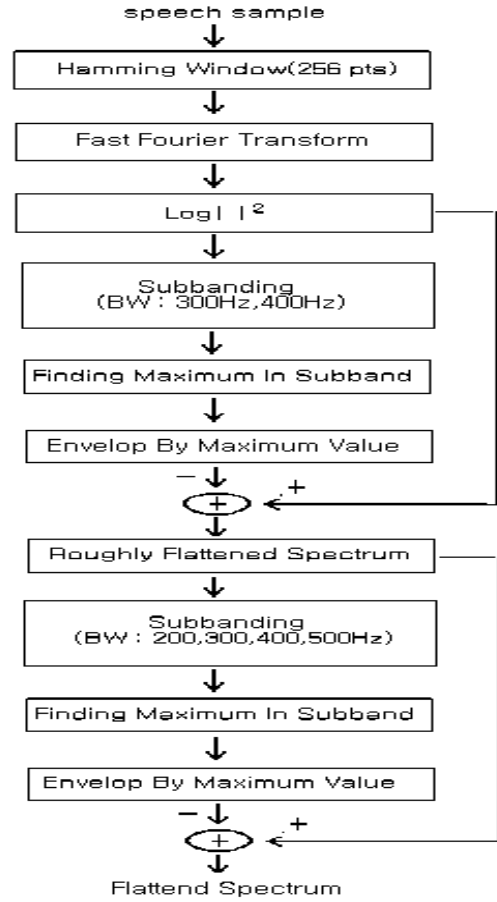 speech sample
Hamming Window(256 pts)
Fast Fourier Transform
Log| |²
Subbanding
(BW : 300Hz,400Hz)
Finding Maximum In Subband
Envelop By Maximum Value
− +
+
Roughly Flattened Spectrum
Subbanding
(BW : 200,300,400,500Hz)
Finding Maximum In Subband
Envelop By Maximum Value
− +
+
Flattend Spectrum